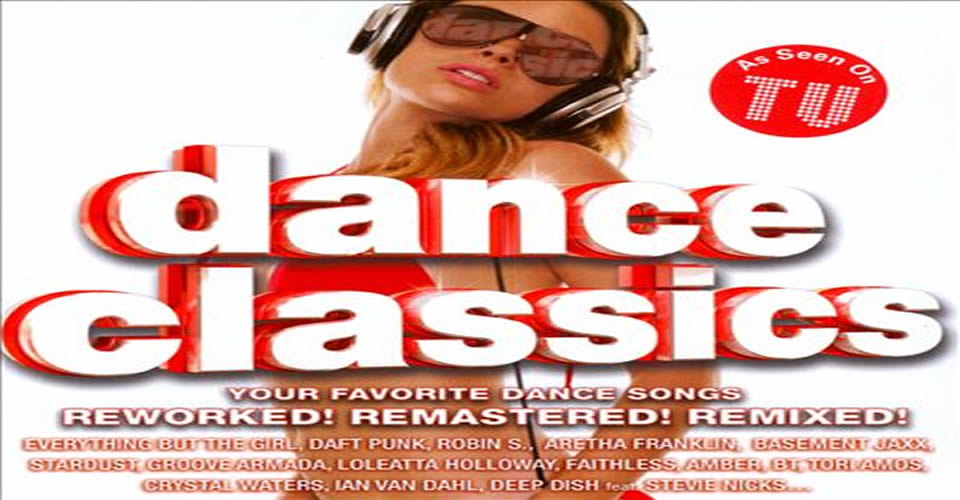 dance
classic
As Seen On
TV
dance
classics
YOUR FAVORITE DANCE SONGS
REWORKED! REMASTERED! REMIXED!
EVERYTHING BUT THE GIRL, DAFT PUNK, ROBIN S., ARETHA FRANKLIN, BASEMENT JAXX,
STARDUST, GROOVE ARMADA, LOLEATTA HOLLOWAY, FAITHLESS, AMBER, BT, TORI AMOS,
CRYSTAL WATERS, IAN VAN DAHL, DEEP DISH feat. STEVIE NICKS...